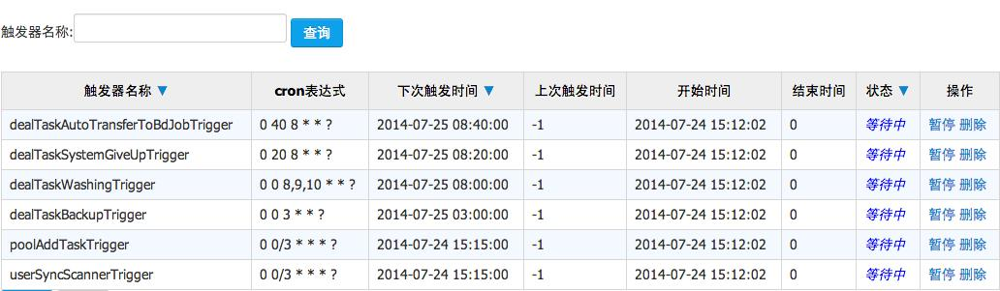 触发器名称: 查询
触发器名称 ▼ cron表达式 下次触发时间 ▼ 上次触发时间 开始时间 结束时间 状态 ▼ 操作
dealTaskAutoTransferToBdJobTrigger 0 40 8 * * ? 2014-07-25 08:40:00 -1 2014-07-24 15:12:02 0 等待中 暂停 删除
dealTaskSystemGiveUpTrigger 0 20 8 * * ? 2014-07-25 08:20:00 -1 2014-07-24 15:12:02 0 等待中 暂停 删除
dealTaskWashingTrigger 0 0 8,9,10 * * ? 2014-07-25 08:00:00 -1 2014-07-24 15:12:02 0 等待中 暂停 删除
dealTaskBackupTrigger 0 0 3 * * ? 2014-07-25 03:00:00 -1 2014-07-24 15:12:02 0 等待中 暂停 删除
poolAddTaskTrigger 0 0/3 * * * ? 2014-07-24 15:15:00 -1 2014-07-24 15:12:02 0 等待中 暂停 删除
userSyncScannerTrigger 0 0/3 * * * ? 2014-07-24 15:15:00 -1 2014-07-24 15:12:02 0 等待中 暂停 删除